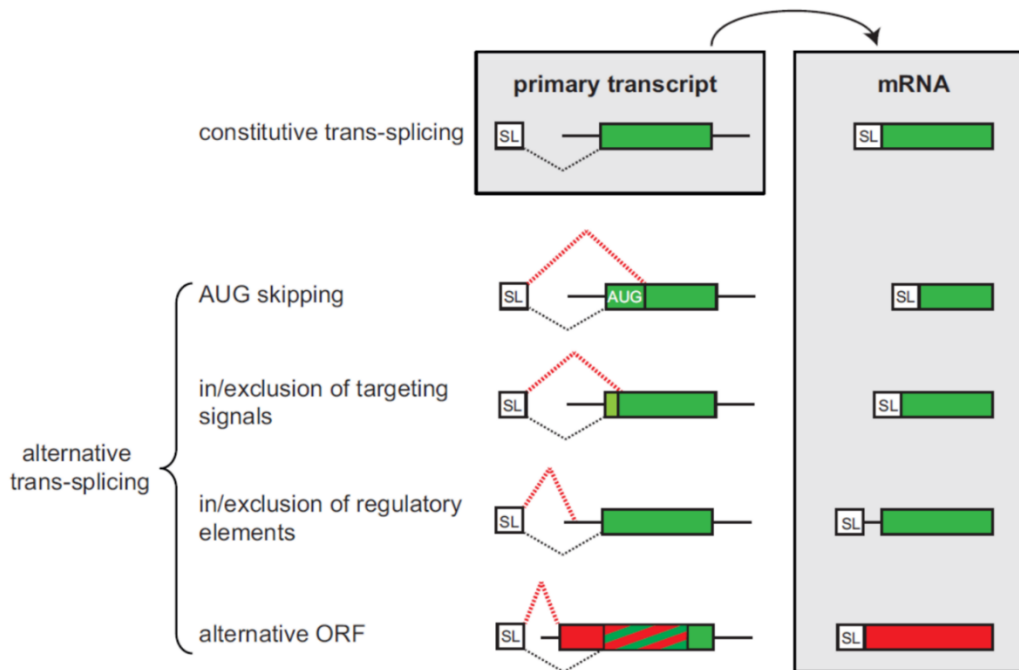 primary transcript
mRNA
constitutive trans-splicing
SL
SL
AUG skipping
SL
AUG
SL
in/exclusion of targeting
signals
SL
SL
alternative
trans-splicing
in/exclusion of regulatory
elements
SL
SL
alternative ORF
SL
SL